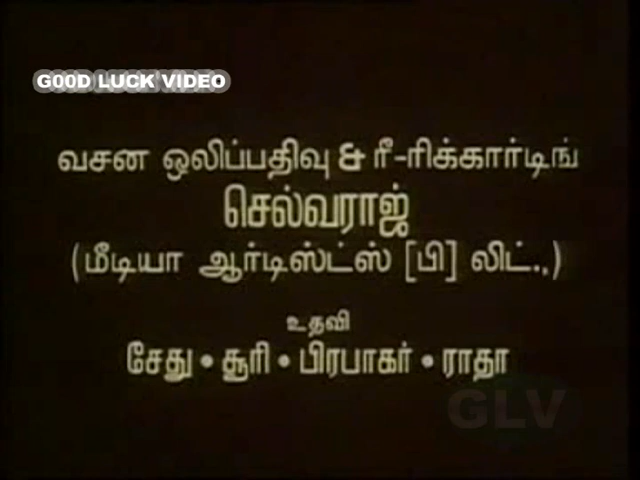 G00D LUCK VIDEO
வசன ஒலிப்பதிவு & ரீ-ரிக்கார்டிங்
செல்வராஜ்
(மீடியா ஆர்டிஸ்ட்ஸ் [பி] லிட்..)
உதவி
சேது • சூரி • பிரபாகர் • ராதா
GLV